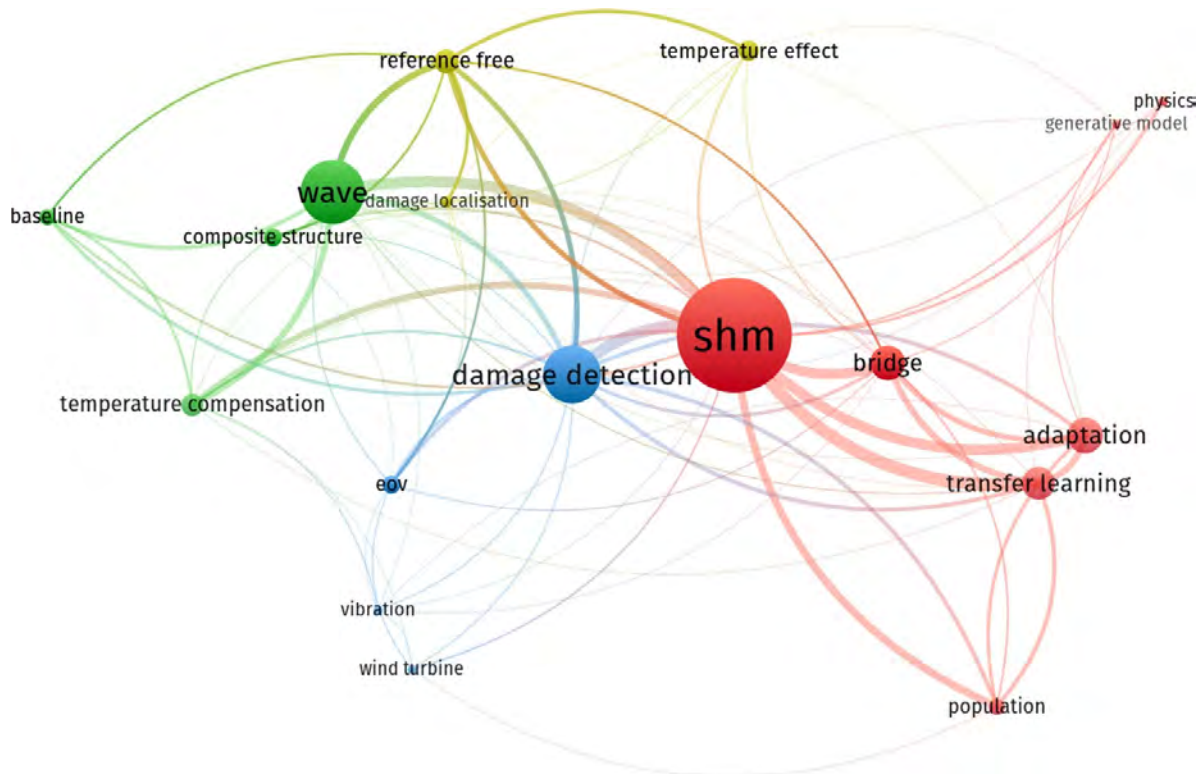 reference free
temperature effect
physics
generative model
wave
damage localisation
baseline
composite structure
shm
damage detection
bridge
temperature compensation
adaptation
transfer learning
eov
vibration
wind turbine
population